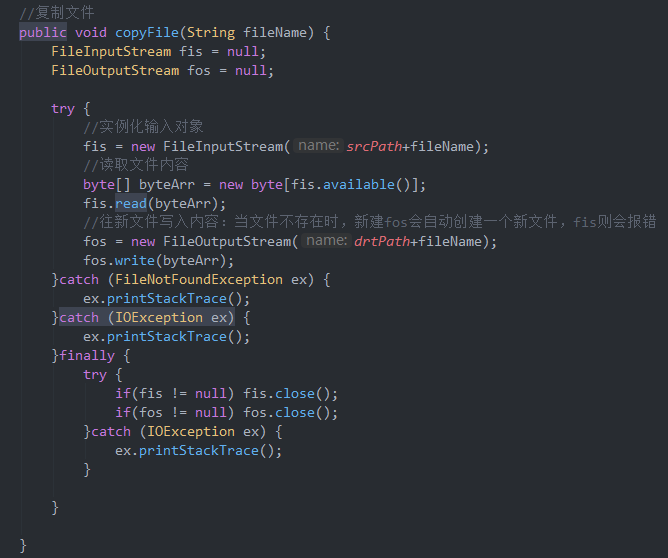 //复制文件
public void copyFile(String fileName) {
    FileInputStream fis = null;
    FileOutputStream fos = null;

    try {
        //实例化输入对象
        fis = new FileInputStream( name: srcPath+fileName);
        //读取文件内容
        byte[] byteArr = new byte[fis.available()];
        fis.read(byteArr);
        //往新文件写入内容：当文件不存在时，新建fos会自动创建一个新文件，fis则会报错
        fos = new FileOutputStream( name: drtPath+fileName);
        fos.write(byteArr);
    }catch (FileNotFoundException ex) {
        ex.printStackTrace();
    }catch (IOException ex) {
        ex.printStackTrace();
    }finally {
        try {
            if(fis != null) fis.close();
            if(fos != null) fos.close();
        }catch (IOException ex) {
            ex.printStackTrace();
        }

    }

}